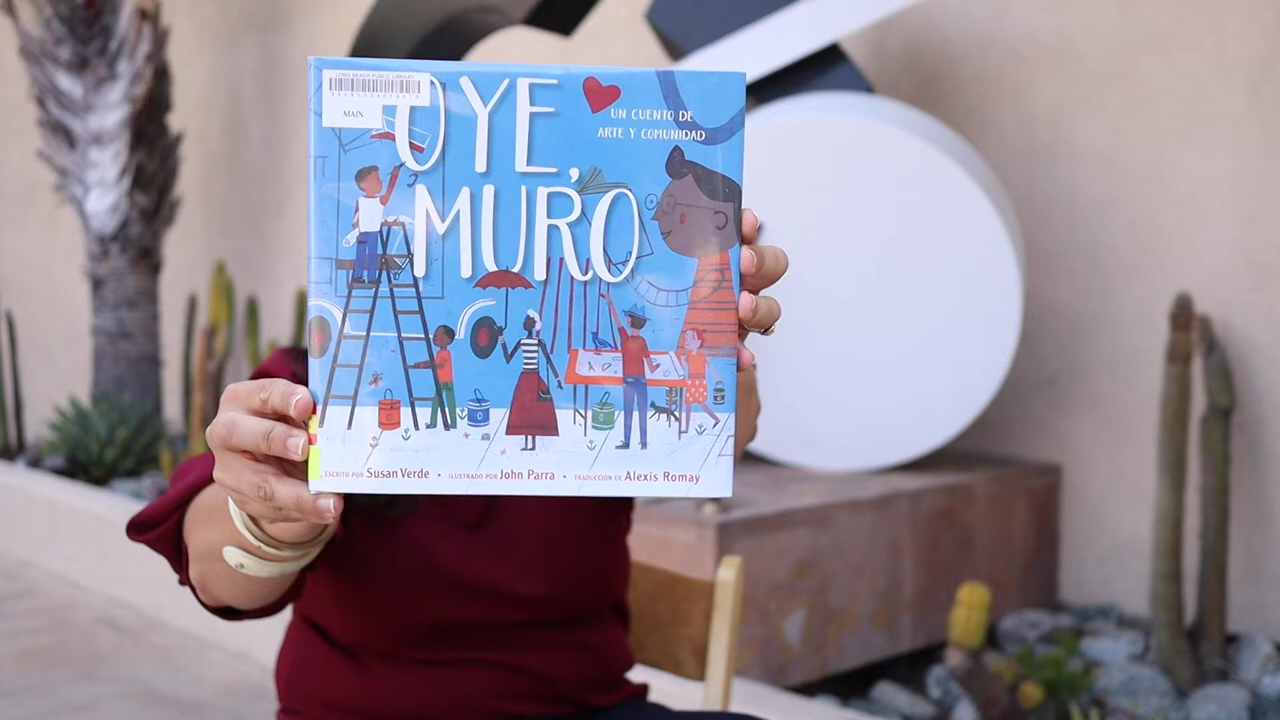 LONG BEACH PUBLIC LIBRARY
MAIN
OYE,
MURO
UN CUENTO DE
ARTE Y COMUNIDAD
ESCRITO POR Susan Verde • ILUSTRADO POR John Parra • TRADUCCIÓN DE Alexis Romay